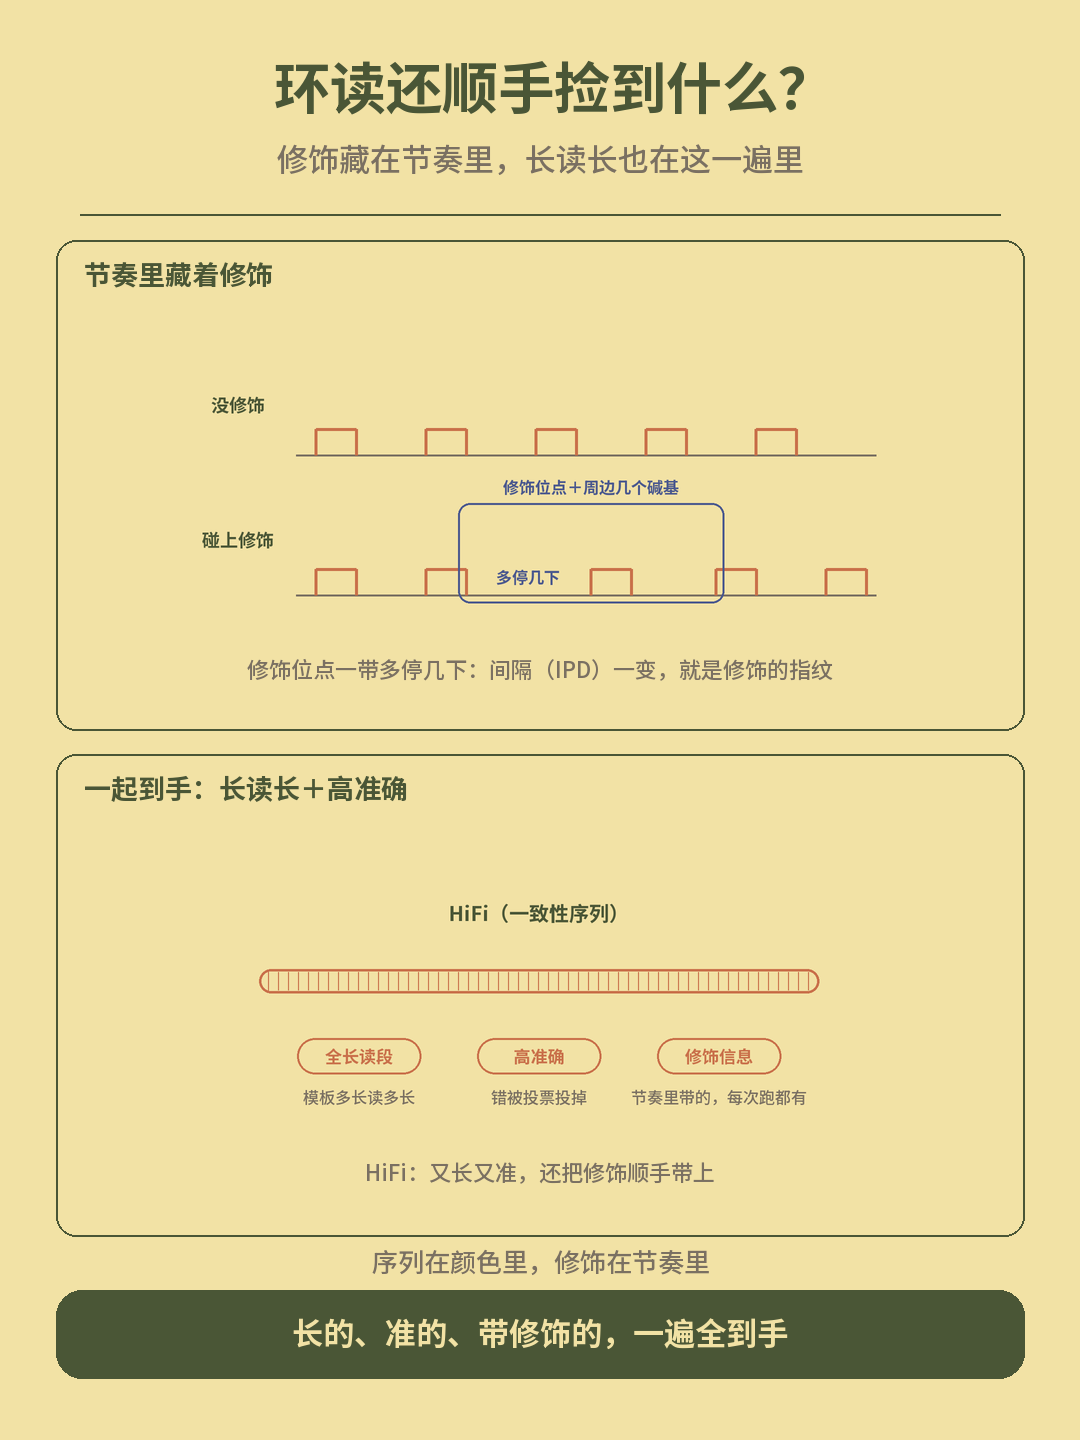 环读还顺手捡到什么？
修饰藏在节奏里，长读长也在这一遍里
节奏里藏着修饰
没修饰
修饰位点＋周边几个碱基
碰上修饰
多停几下
修饰位点一带多停几下：间隔（IPD）一变，就是修饰的指纹
一起到手：长读长＋高准确
HiFi（一致性序列）
全长读段
高准确
修饰信息
模板多长读多长
错被投票投掉
节奏里带的，每次跑都有
HiFi：又长又准，还把修饰顺手带上
序列在颜色里，修饰在节奏里
长的、准的、带修饰的，一遍全到手